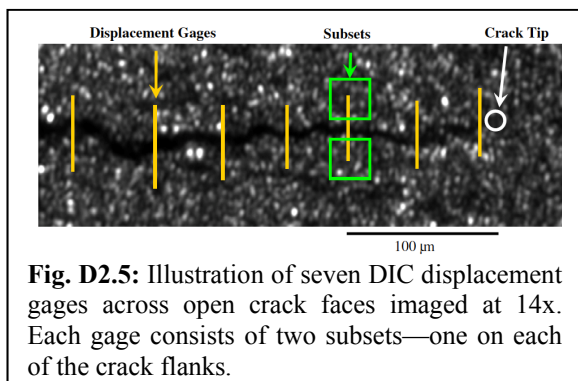 Displacement Gages Subsets Crack Tip
100 µm
Fig. D2.5: Illustration of seven DIC displacement
gages across open crack faces imaged at 14x.
Each gage consists of two subsets—one on each
of the crack flanks.